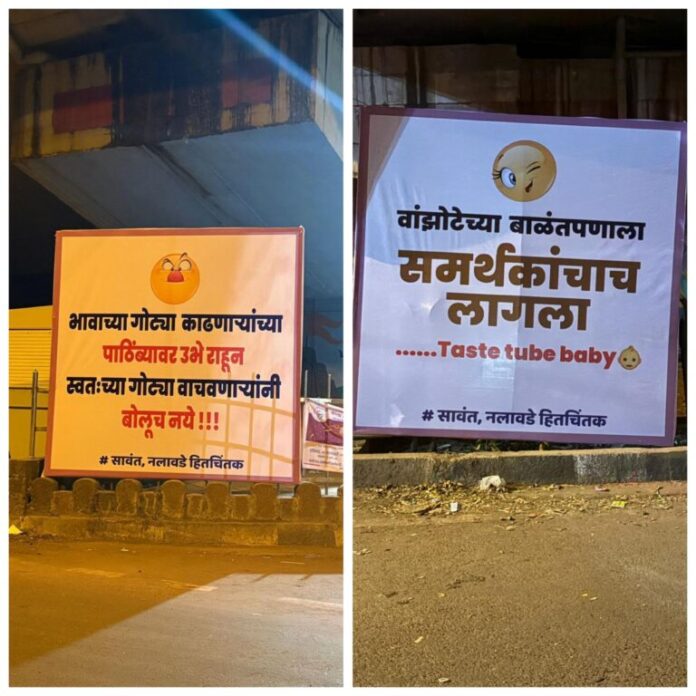 भावाच्या गोट्या काढणाऱ्यांच्या
पाठिंब्यावर उभे राहून
स्वतःच्या गोट्या वाचवणाऱ्यांनी
बोलूच नये !!!
# सावंत, नलावडे हितचिंतक
वांझोटेच्या बाळंतपणाला
समर्थकांचाच
लागला
......Taste tube baby
# सावंत, नलावडे हितचिंतक